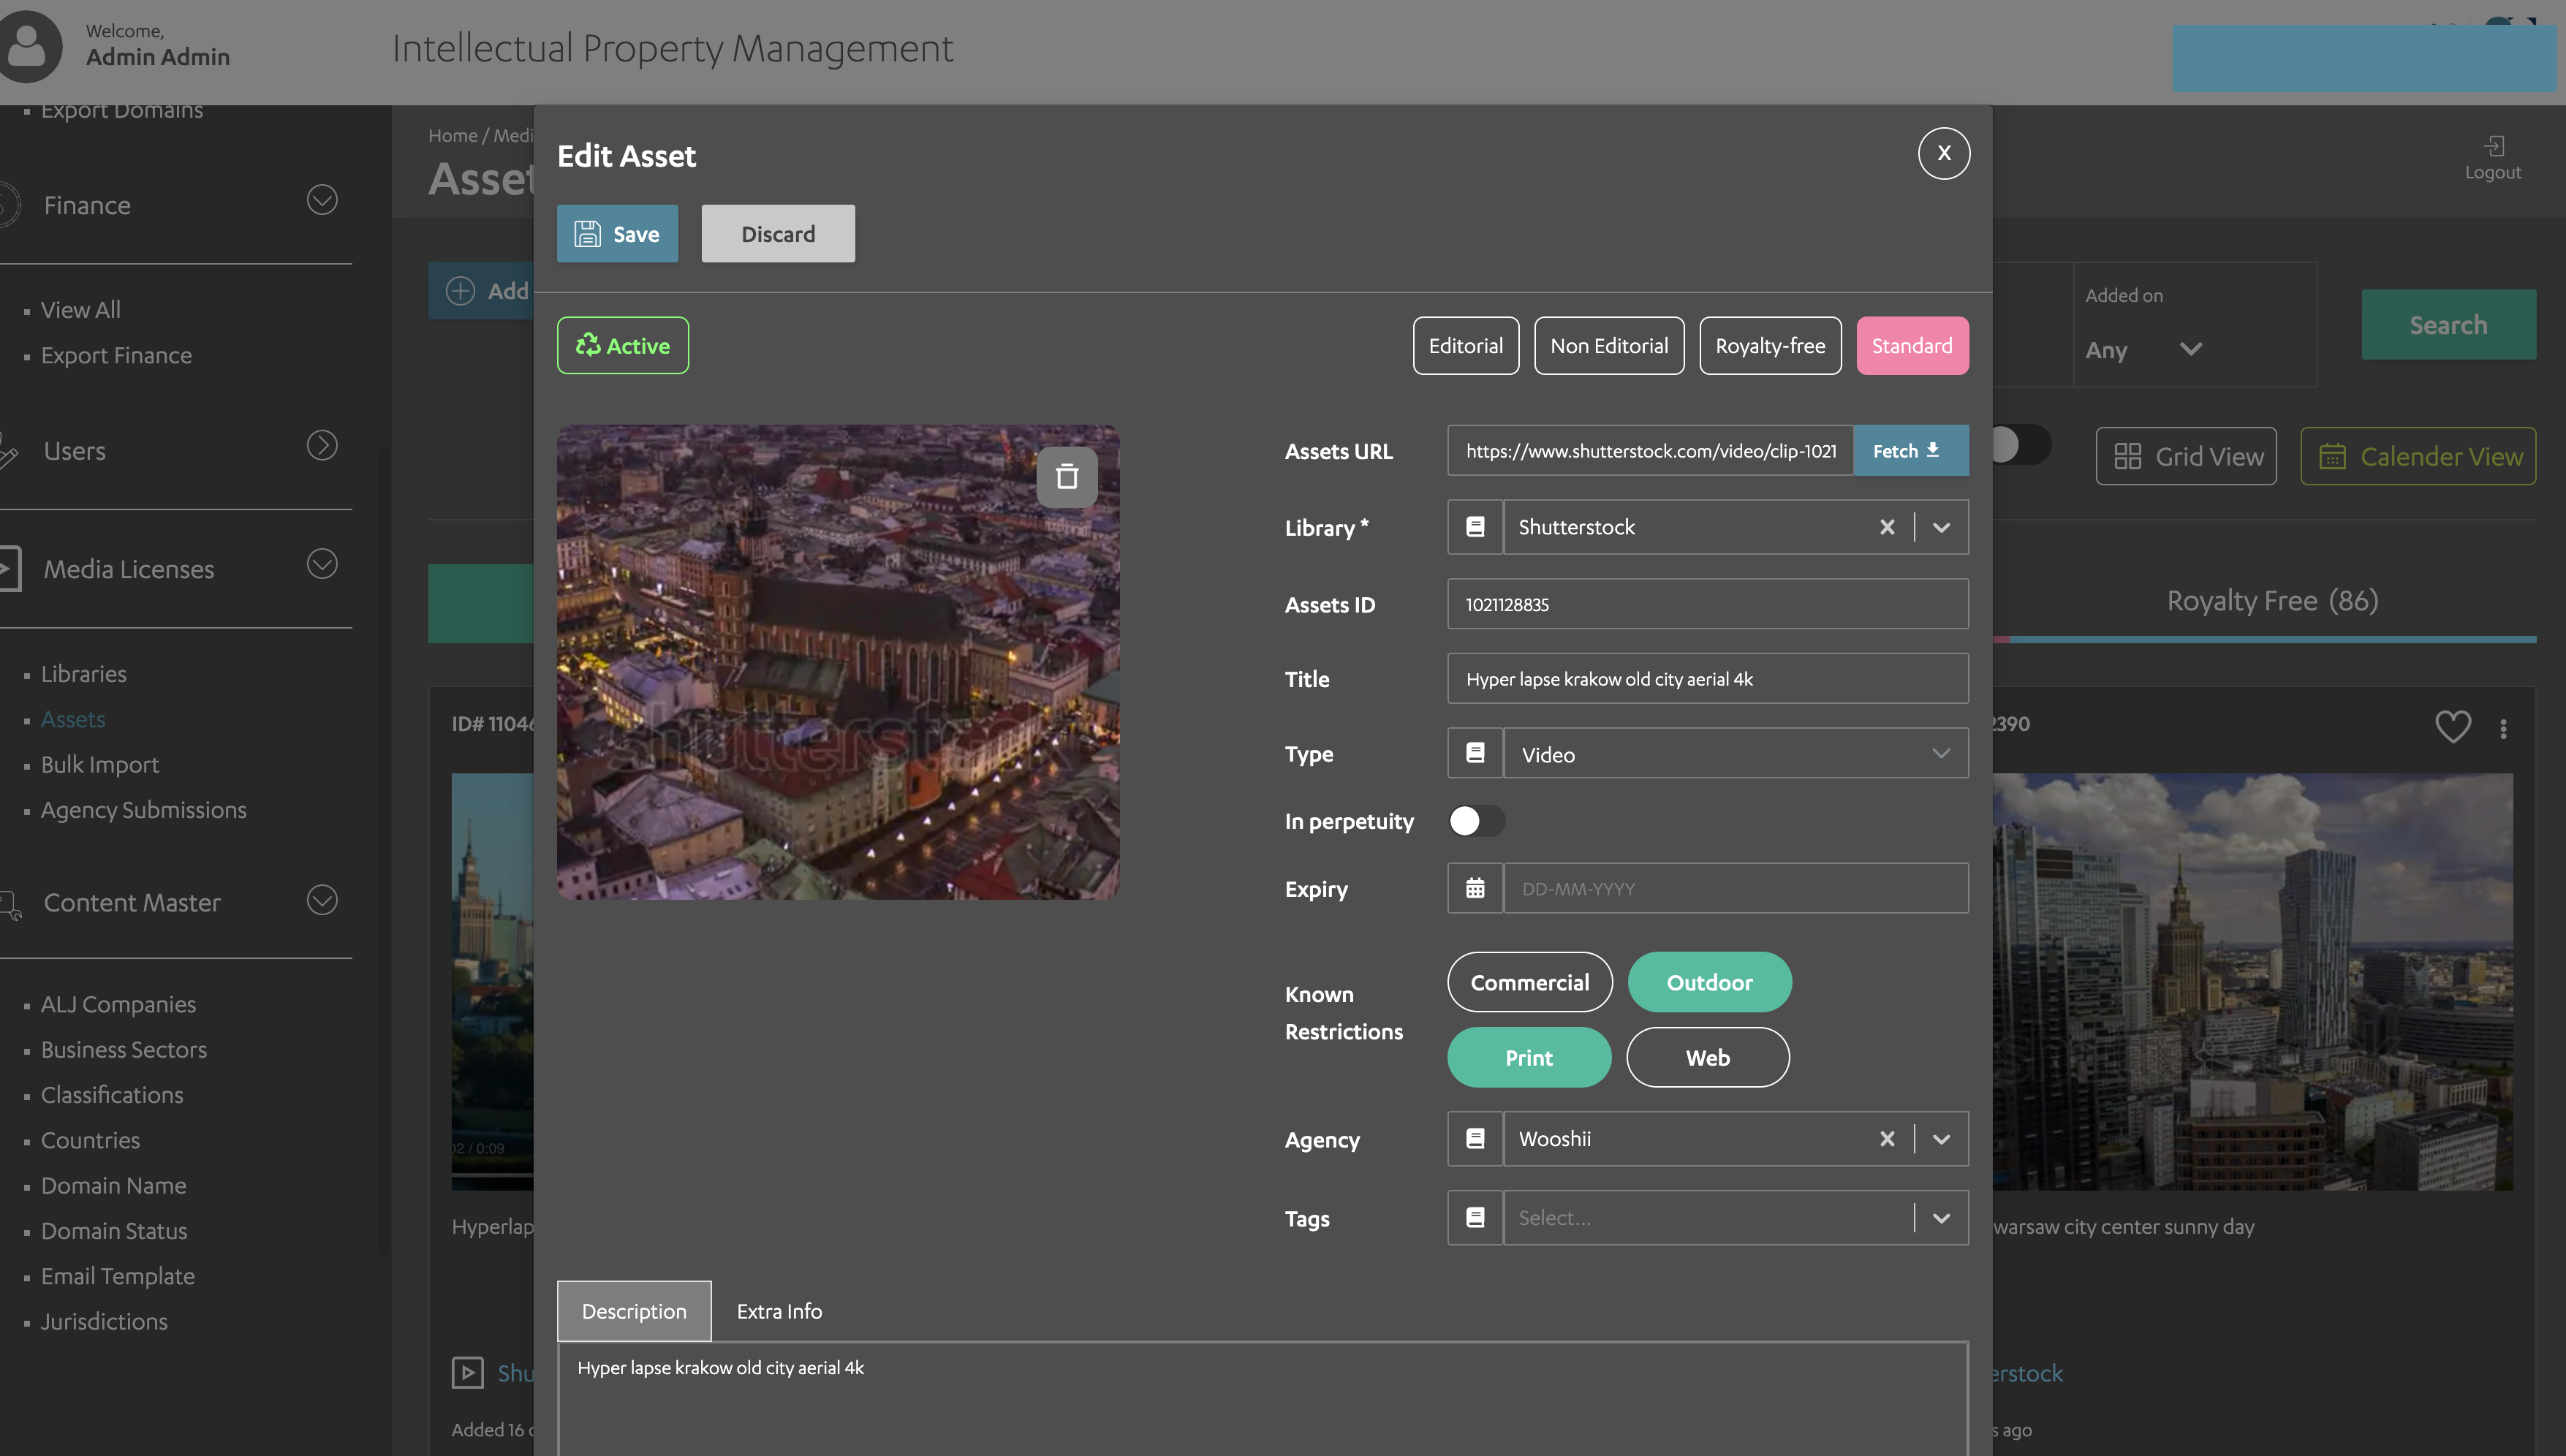 Welcome,
Admin Admin
Intellectual Property Management
Export Domains
Finance
View All
Export Finance
Users
Media Licenses
Libraries
Assets
Bulk Import
Agency Submissions
Content Master
ALJ Companies
Business Sectors
Classifications
Countries
Domain Name
Domain Status
Email Template
Jurisdictions
Home / Medi
Asset
Logout
Add
Added on
Any
Search
Grid View
Calender View
Royalty Free (86)
ID# 11046
02 / 0:09
Hyperlap
Shu
Added 16
2390
warsaw city center sunny day
erstock
s ago
Edit Asset
X
Save
Discard
Active
Editorial
Non Editorial
Royalty-free
Standard
shutterstock
Assets URL
https://www.shutterstock.com/video/clip-1021
Fetch
Library *
Shutterstock
Assets ID
1021128835
Title
Hyper lapse krakow old city aerial 4k
Type
Video
In perpetuity
Expiry
DD-MM-YYYY
Known
Restrictions
Commercial
Outdoor
Print
Web
Agency
Wooshii
Tags
Select...
Description
Extra Info
Hyper lapse krakow old city aerial 4k